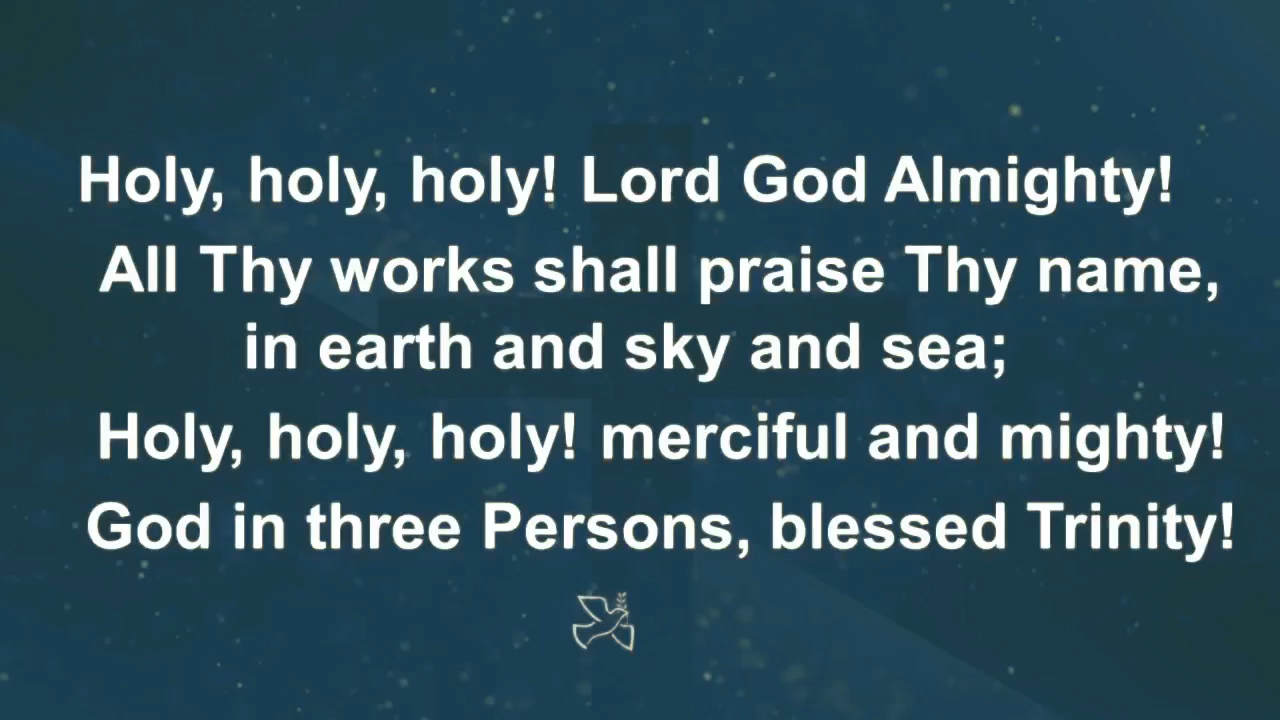 Holy, holy, holy! Lord God Almighty!
All Thy works shall praise Thy name,
in earth and sky and sea;
Holy, holy, holy! merciful and mighty!
God in three Persons, blessed Trinity!